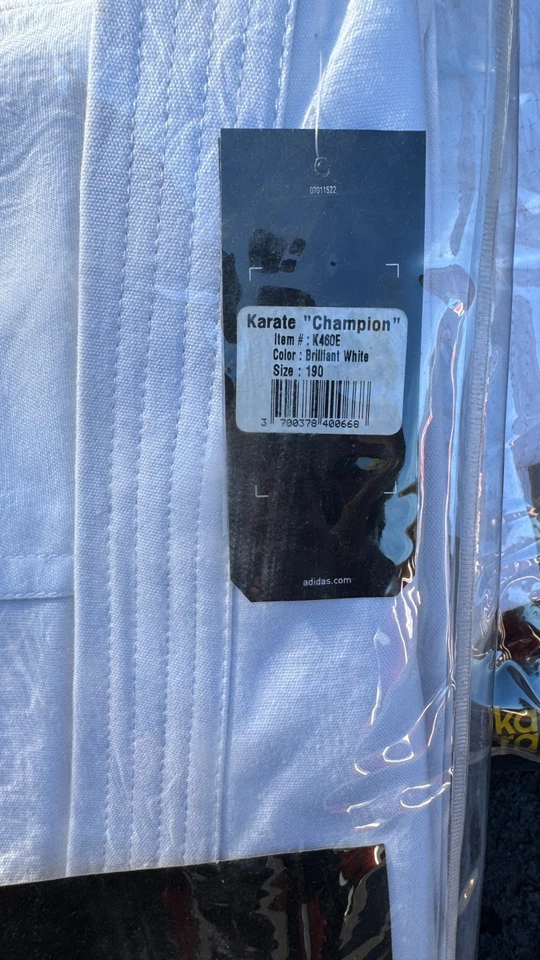 07011522
Karate "Champion"
Item # : K460E
Color : Brilliant White
Size : 190
3 700378 400668
adidas.com